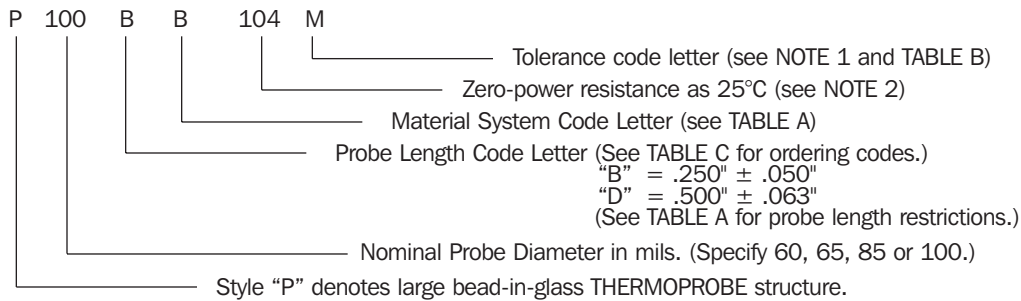 P 100 B B 104 M
Tolerance code letter (see NOTE 1 and TABLE B)
Zero-power resistance as 25°C (see NOTE 2)
Material System Code Letter (see TABLE A)
Probe Length Code Letter (See TABLE C for ordering codes.)
“B” = .250" ± .050"
“D” = .500" ± .063"
(See TABLE A for probe length restrictions.)
Nominal Probe Diameter in mils. (Specify 60, 65, 85 or 100.)
Style “P” denotes large bead-in-glass THERMOPROBE structure.